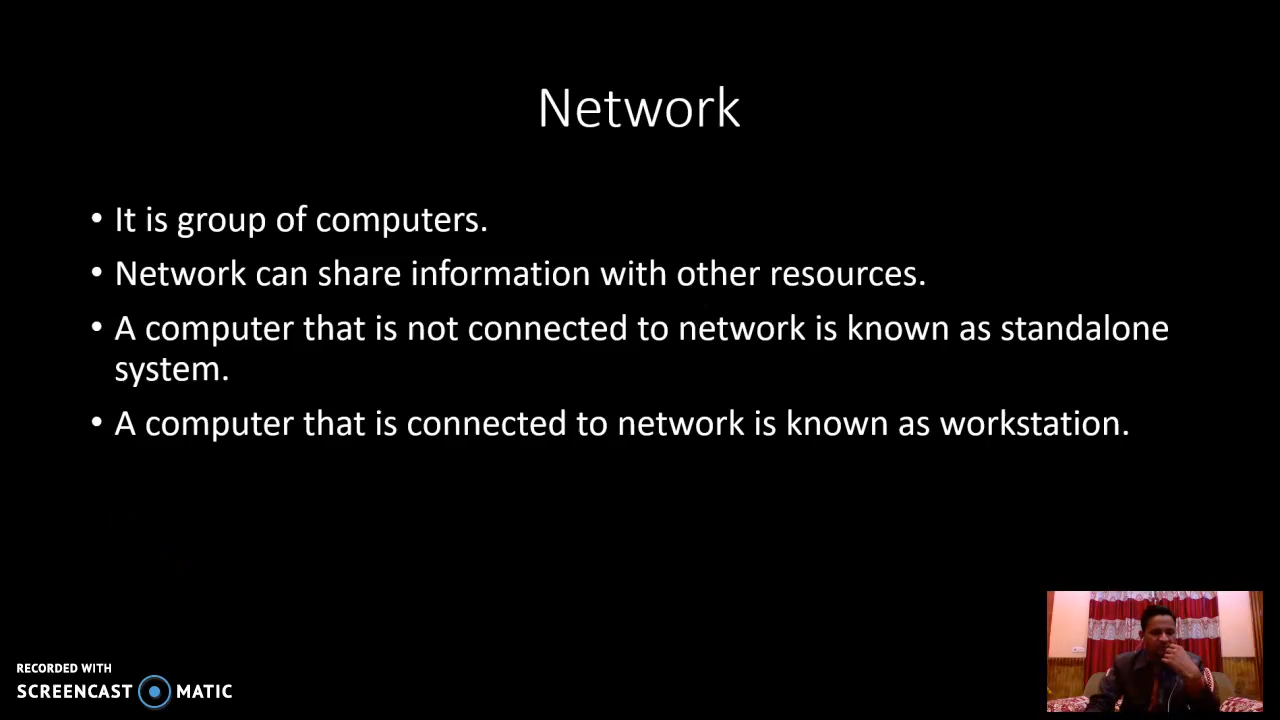 Network
• It is group of computers.
• Network can share information with other resources.
• A computer that is not connected to network is known as standalone
system.
• A computer that is connected to network is known as workstation.
RECORDED WITH
SCREENCAST MATIC